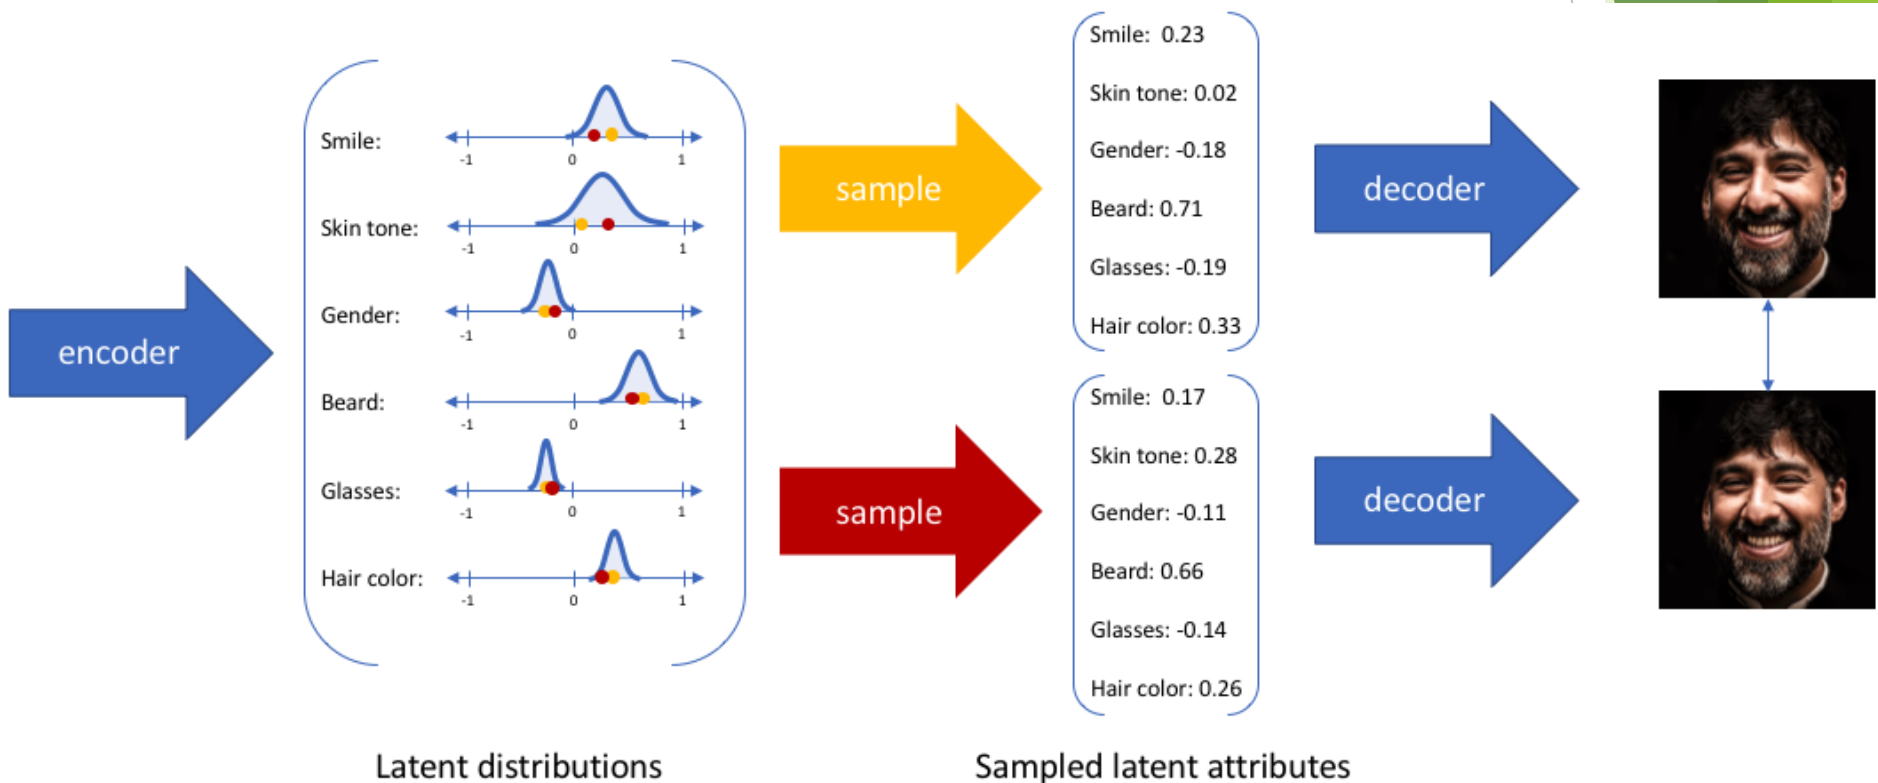 encoder
Smile:
-1 0 1
Skin tone:
-1 0 1
Gender:
-1 0 1
Beard:
-1 0 1
Glasses:
-1 0 1
Hair color:
-1 0 1
Latent distributions
sample
Smile: 0.23
Skin tone: 0.02
Gender: -0.18
Beard: 0.71
Glasses: -0.19
Hair color: 0.33
decoder
sample
Smile: 0.17
Skin tone: 0.28
Gender: -0.11
Beard: 0.66
Glasses: -0.14
Hair color: 0.26
decoder
Sampled latent attributes